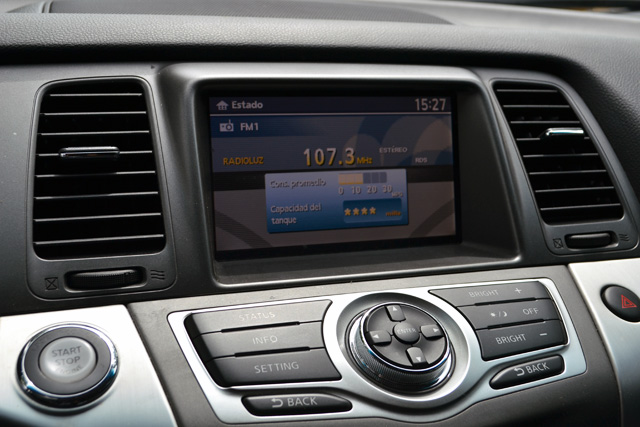 Estado 15:27
FM1
RADIOLUZ 107.3 MHz ESTÉREO RDS
Cons. promedio
0 10 20 30
Capacidad del
tanque
STATUS
INFO
SETTING
BACK
ENTER
BRIGHT +
OFF
BRIGHT -
BACK
START
STOP